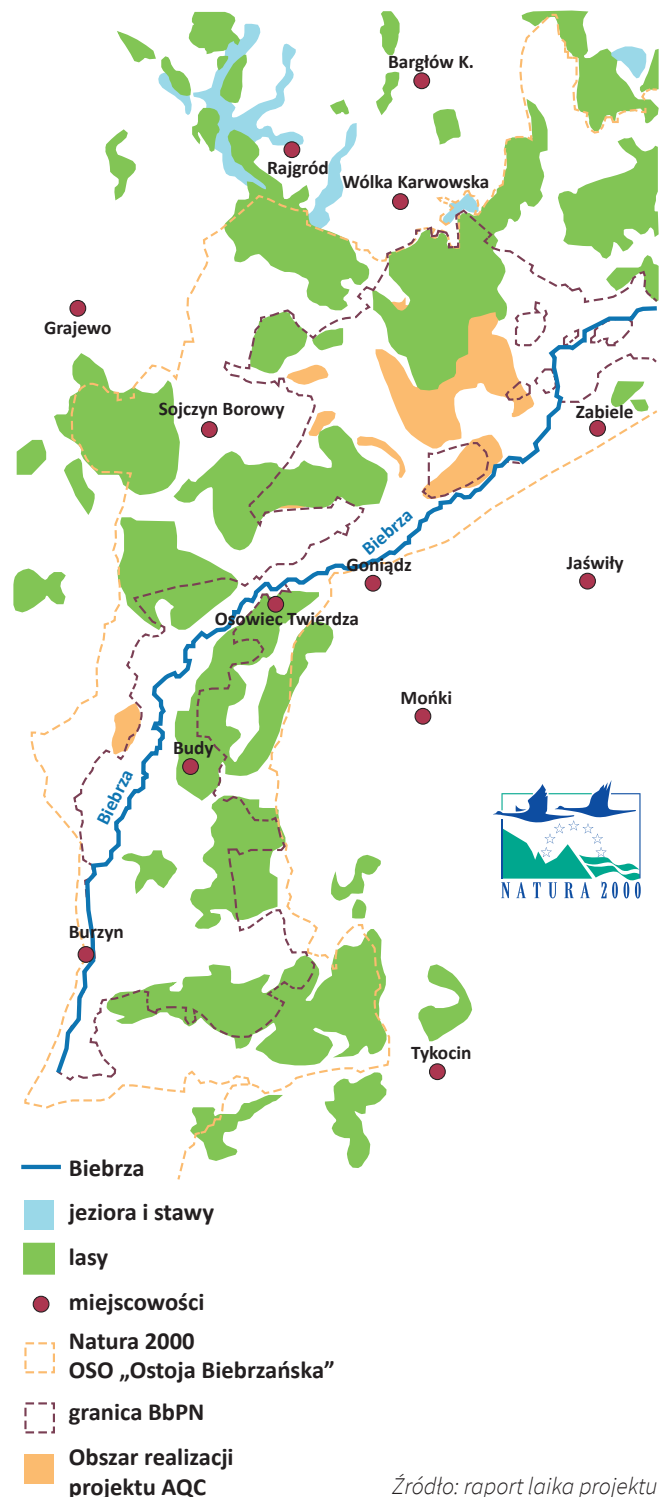 Bargłów K.
Rajgród
Wólka Karwowska
Grajewo
Sojczyn Borowy
Zabiele
Biebrza
Goniądz
Jaświły
Osowiec Twierdza
Mońki
Budy
Biebrza
NATURA 2000
Burzyn
Tykocin
Biebrza
jeziora i stawy
lasy
miejscowości
Natura 2000
OSO „Ostoja Biebrzańska”
granica BbPN
Obszar realizacji
projektu AQC
Źródło: raport laika projektu